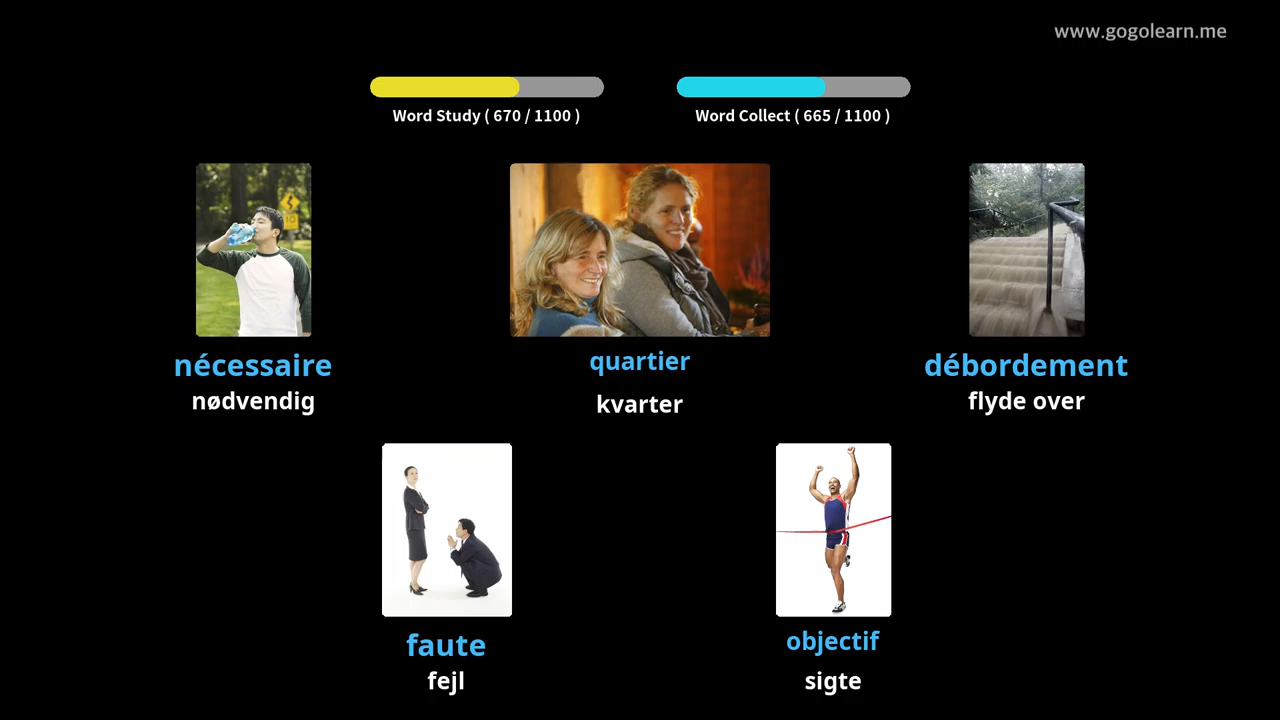 www.gogolearn.me
Word Study ( 670 / 1100 )
Word Collect ( 665 / 1100 )
nécessaire
nødvendig
quartier
kvarter
débordement
flyde over
faute
fejl
objectif
sigte